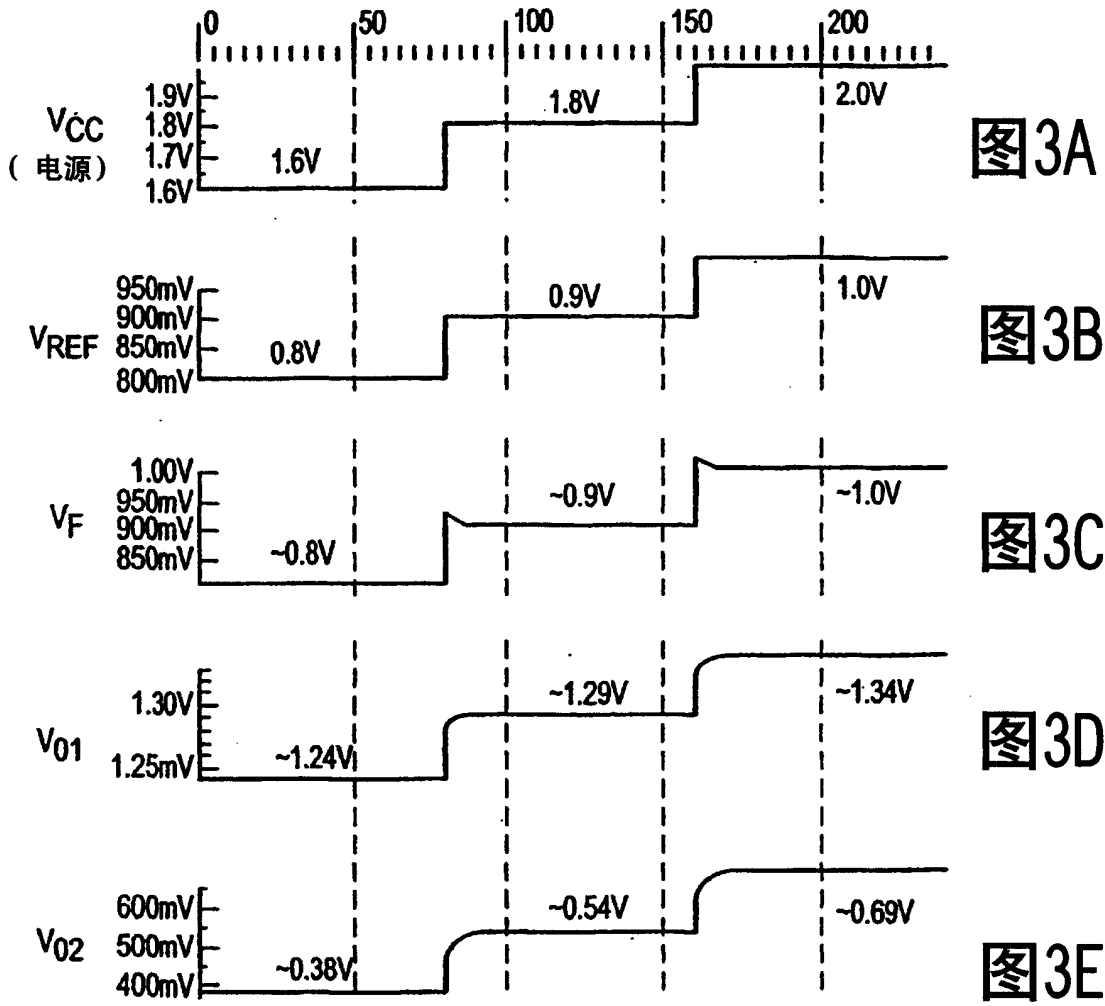 0 50 100 150 200
1.9V
1.8V
1.7V
1.6V
VCC
(电源)
1.6V
1.8V
2.0V
图3A
950mV
900mV
850mV
800mV
VREF
0.8V
0.9V
1.0V
图3B
1.00V
950mV
900mV
850mV
VF
~0.8V
~0.9V
~1.0V
图3C
1.30V
1.25mV
V01
~1.24V
~1.29V
~1.34V
图3D
600mV
500mV
400mV
V02
~0.38V
~0.54V
~0.69V
图3E